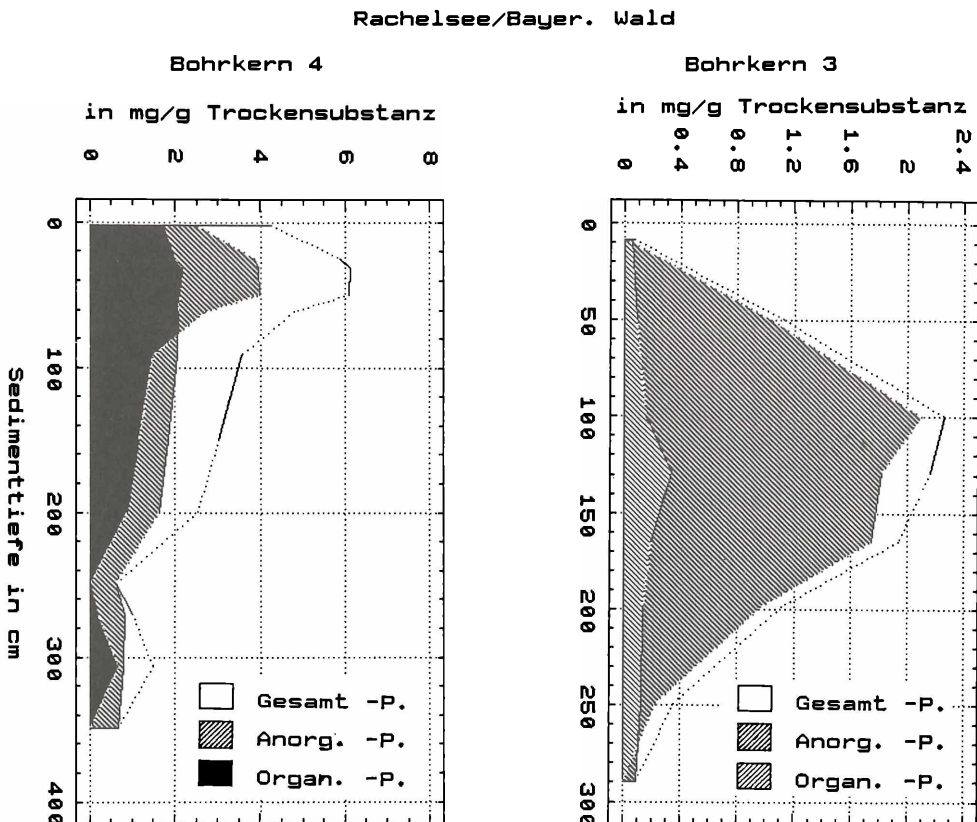 Rachelsee/Bayer. Wald
Bohrkern 4
in mg/g Trockensubstanz
0 2 4 6 8
Sedimenttiefe in cm
0
100
200
300
400
Gesamt -P.
Anorg. -P.
Organ. -P.
Bohrkern 3
in mg/g Trockensubstanz
0 0.4 0.8 1.2 1.6 2 2.4
0
50
100
150
200
250
300
Gesamt -P.
Anorg. -P.
Organ. -P.